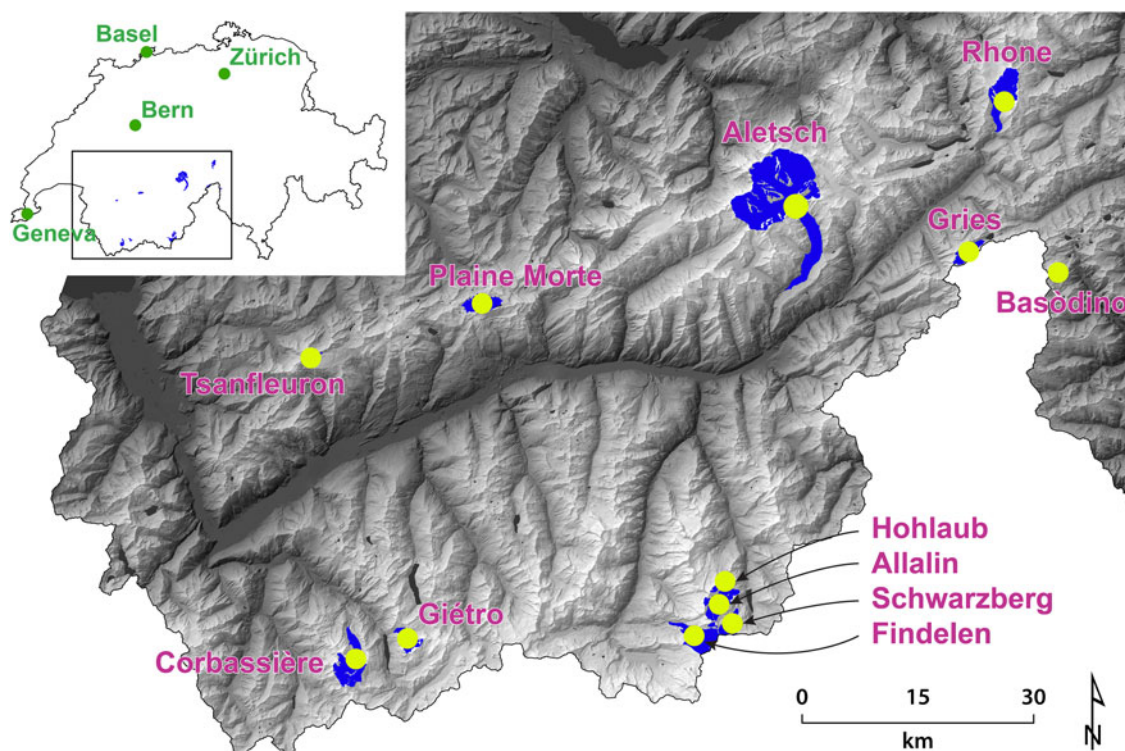 Basel
Zürich
Bern
Geneva
Rhone
Aletsch
Gries
Plaine Morte
Basòdino
Tsanfleuron
Hohlaub
Allalin
Schwarzberg
Findelen
Giétro
Corbassière
0 15 30
km
N